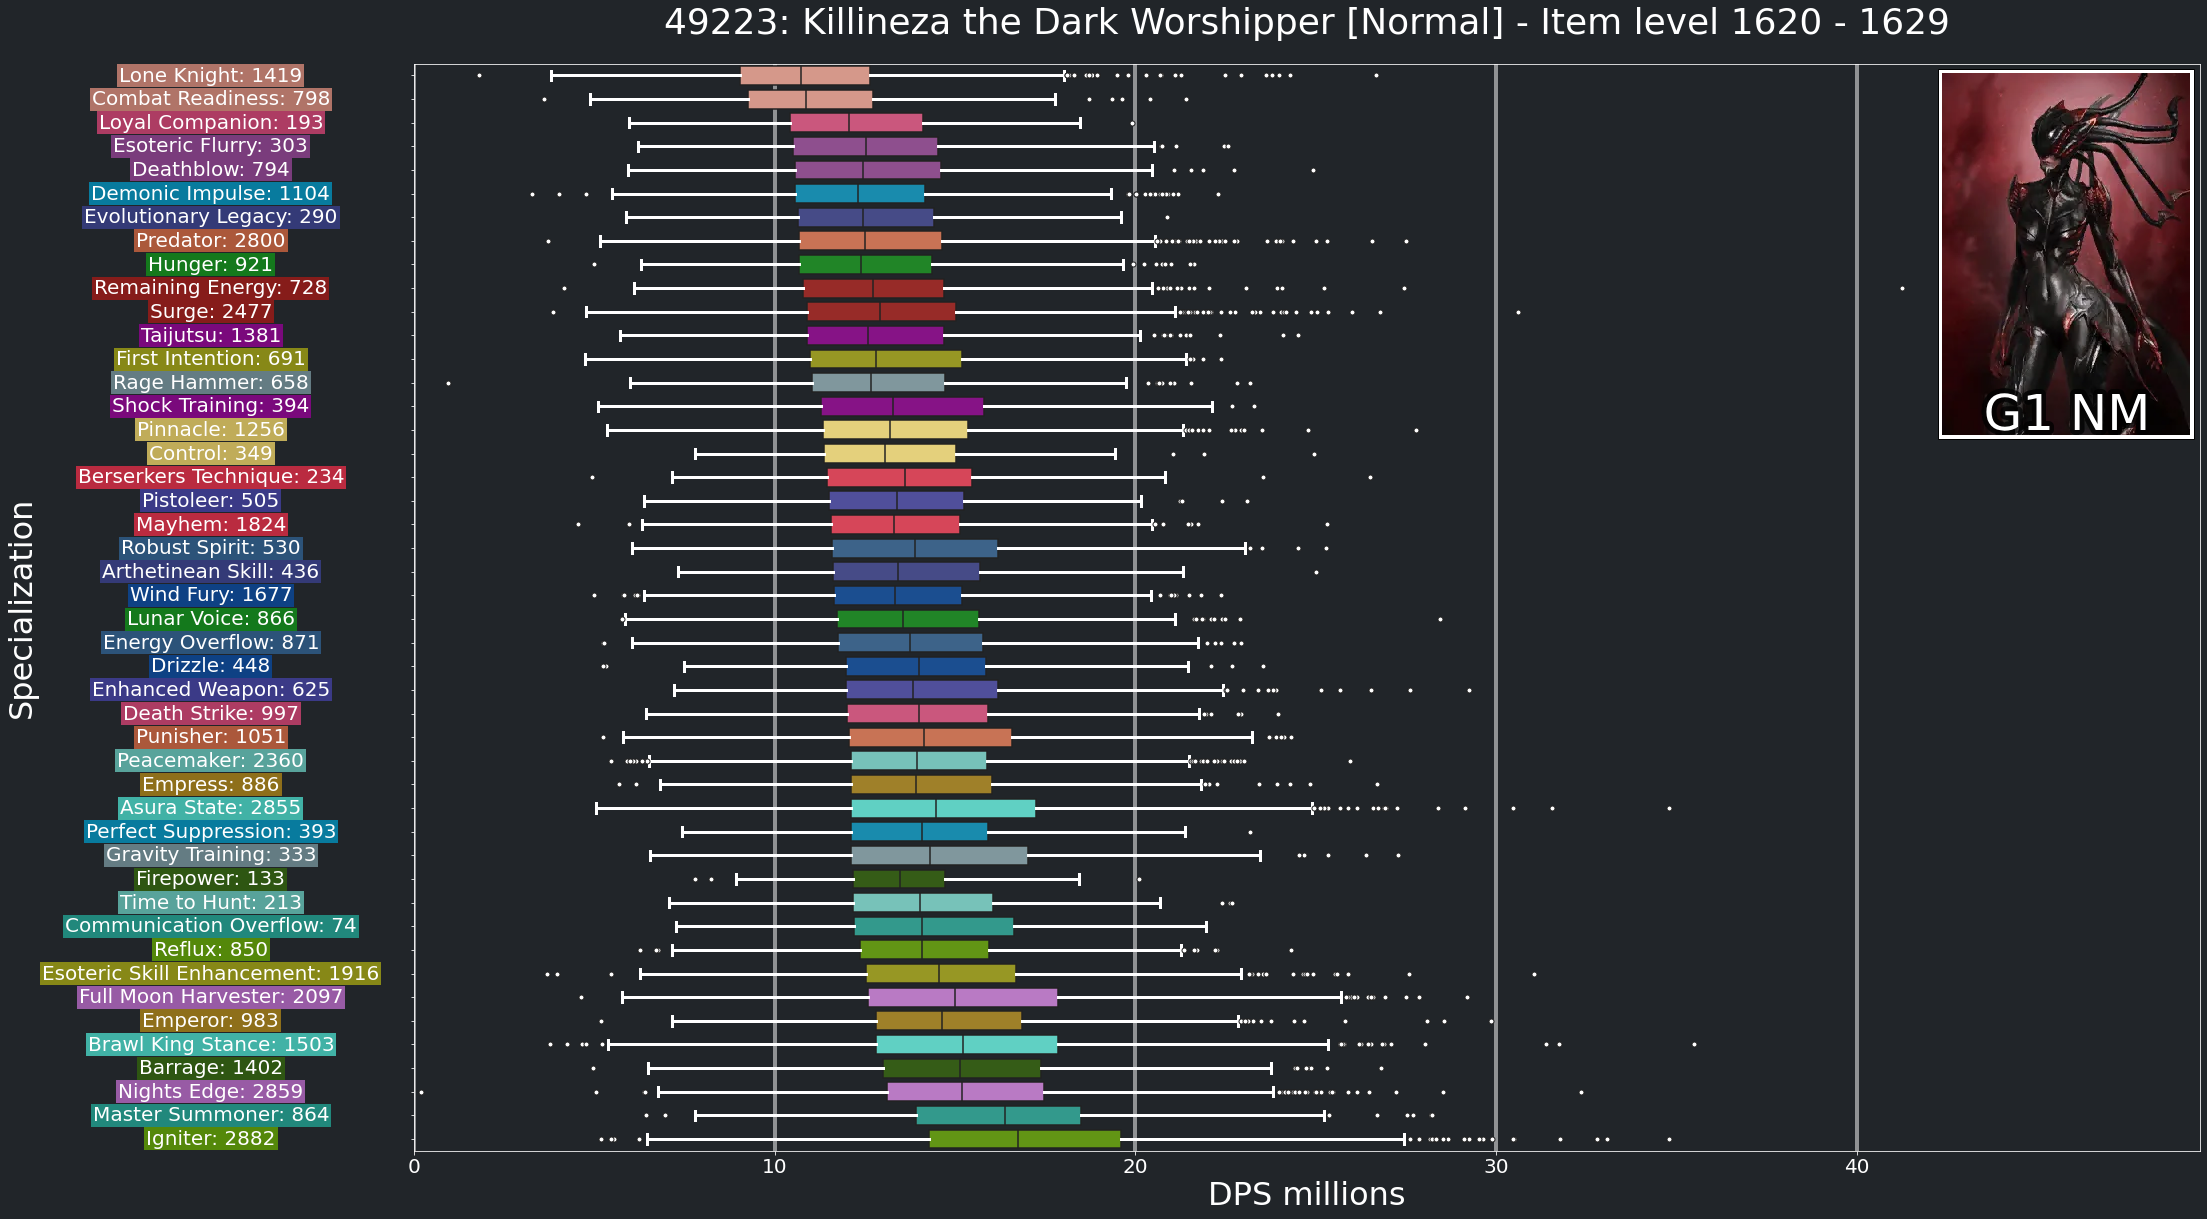 49223: Killineza the Dark Worshipper [Normal] - Item level 1620 - 1629
Lone Knight: 1419
Combat Readiness: 798
Loyal Companion: 193
Esoteric Flurry: 303
Deathblow: 794
Demonic Impulse: 1104
Evolutionary Legacy: 290
Predator: 2800
Hunger: 921
Remaining Energy: 728
Surge: 2477
Taijutsu: 1381
First Intention: 691
Rage Hammer: 658
Shock Training: 394
Pinnacle: 1256
Control: 349
Berserkers Technique: 234
Pistoleer: 505
Mayhem: 1824
Robust Spirit: 530
Arthetinean Skill: 436
Wind Fury: 1677
Lunar Voice: 866
Energy Overflow: 871
Drizzle: 448
Enhanced Weapon: 625
Death Strike: 997
Punisher: 1051
Peacemaker: 2360
Empress: 886
Asura State: 2855
Perfect Suppression: 393
Gravity Training: 333
Firepower: 133
Time to Hunt: 213
Communication Overflow: 74
Reflux: 850
Esoteric Skill Enhancement: 1916
Full Moon Harvester: 2097
Emperor: 983
Brawl King Stance: 1503
Barrage: 1402
Nights Edge: 2859
Master Summoner: 864
Igniter: 2882
Specialization
G1 NM
0 10 20 30 40
DPS millions